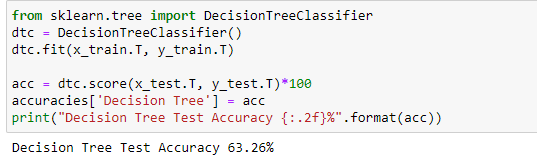 from sklearn.tree import DecisionTreeClassifier
dtc = DecisionTreeClassifier()
dtc.fit(x_train.T, y_train.T)
acc = dtc.score(x_test.T, y_test.T)*100
accuracies['Decision Tree'] = acc
print("Decision Tree Test Accuracy {:.2f}%".format(acc))
Decision Tree Test Accuracy 63.26%